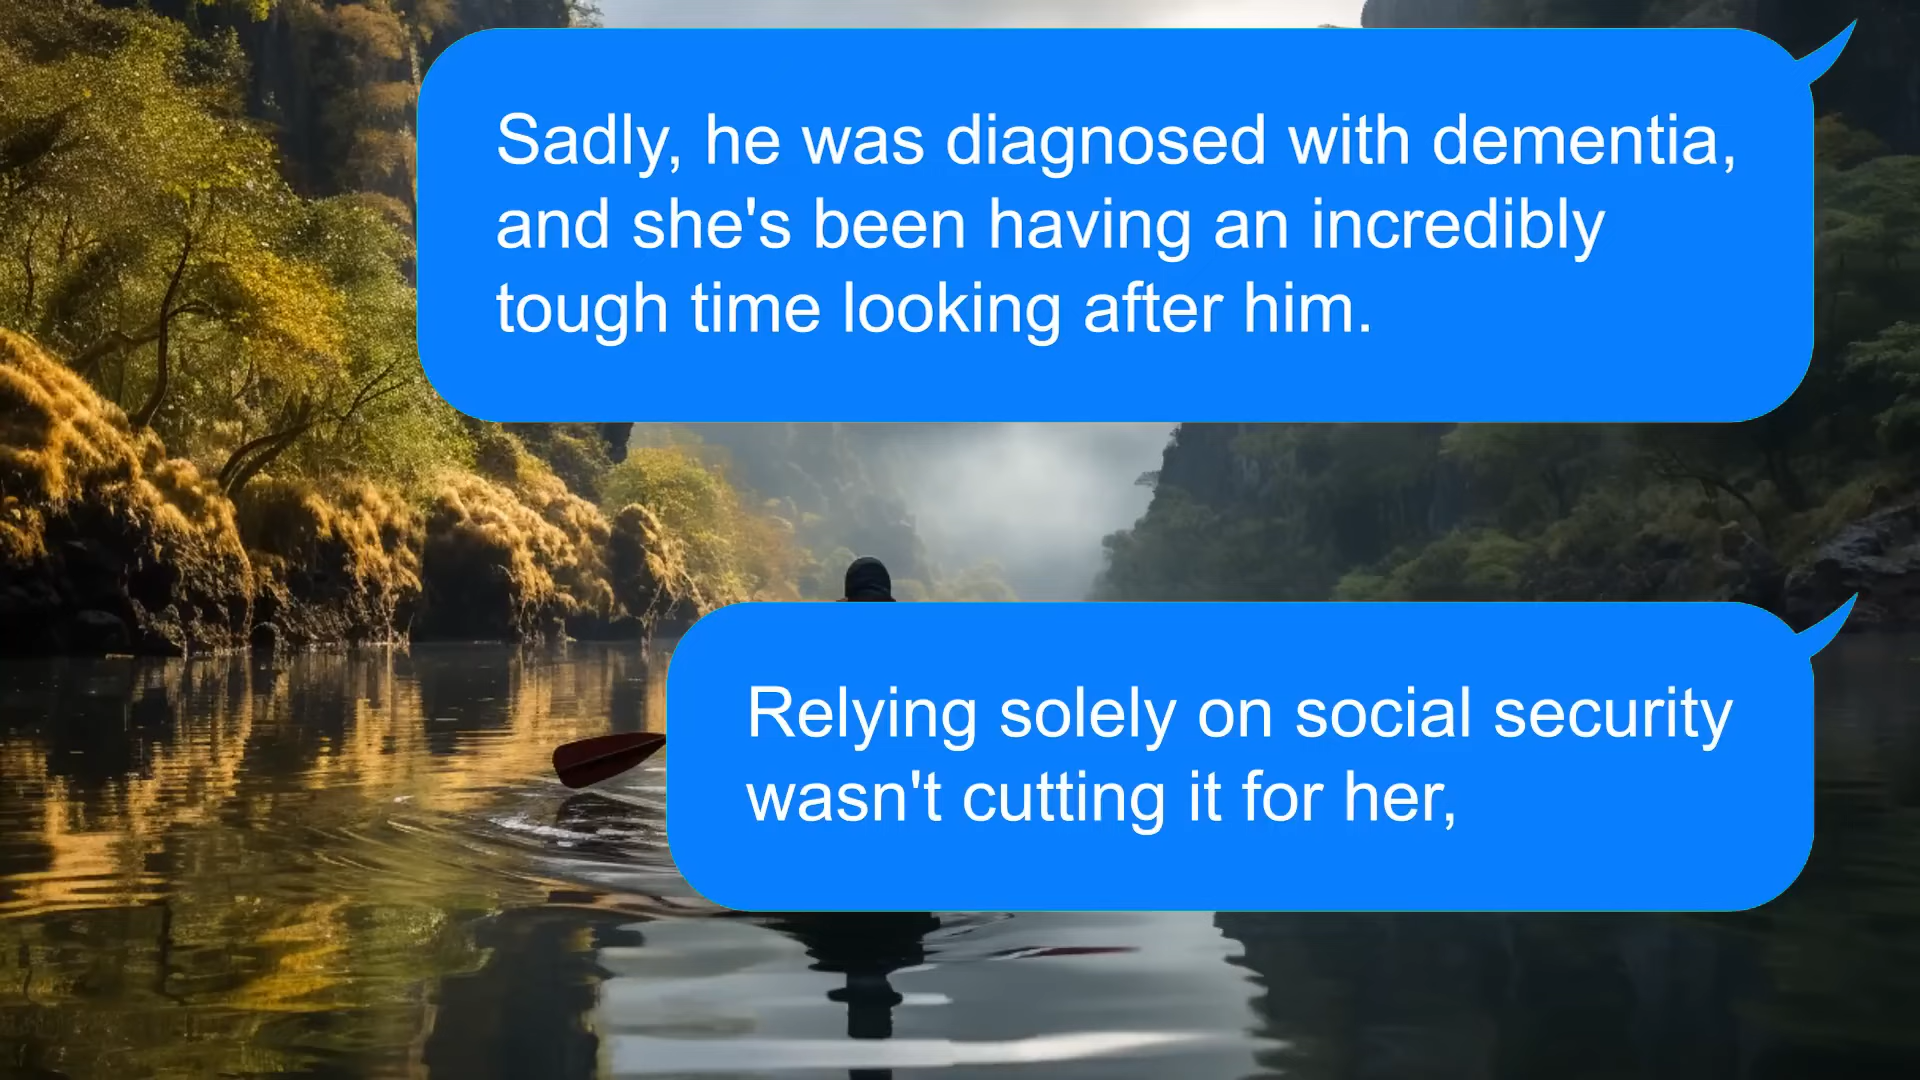 Sadly, he was diagnosed with dementia,
and she's been having an incredibly
tough time looking after him.
Relying solely on social security
wasn't cutting it for her,